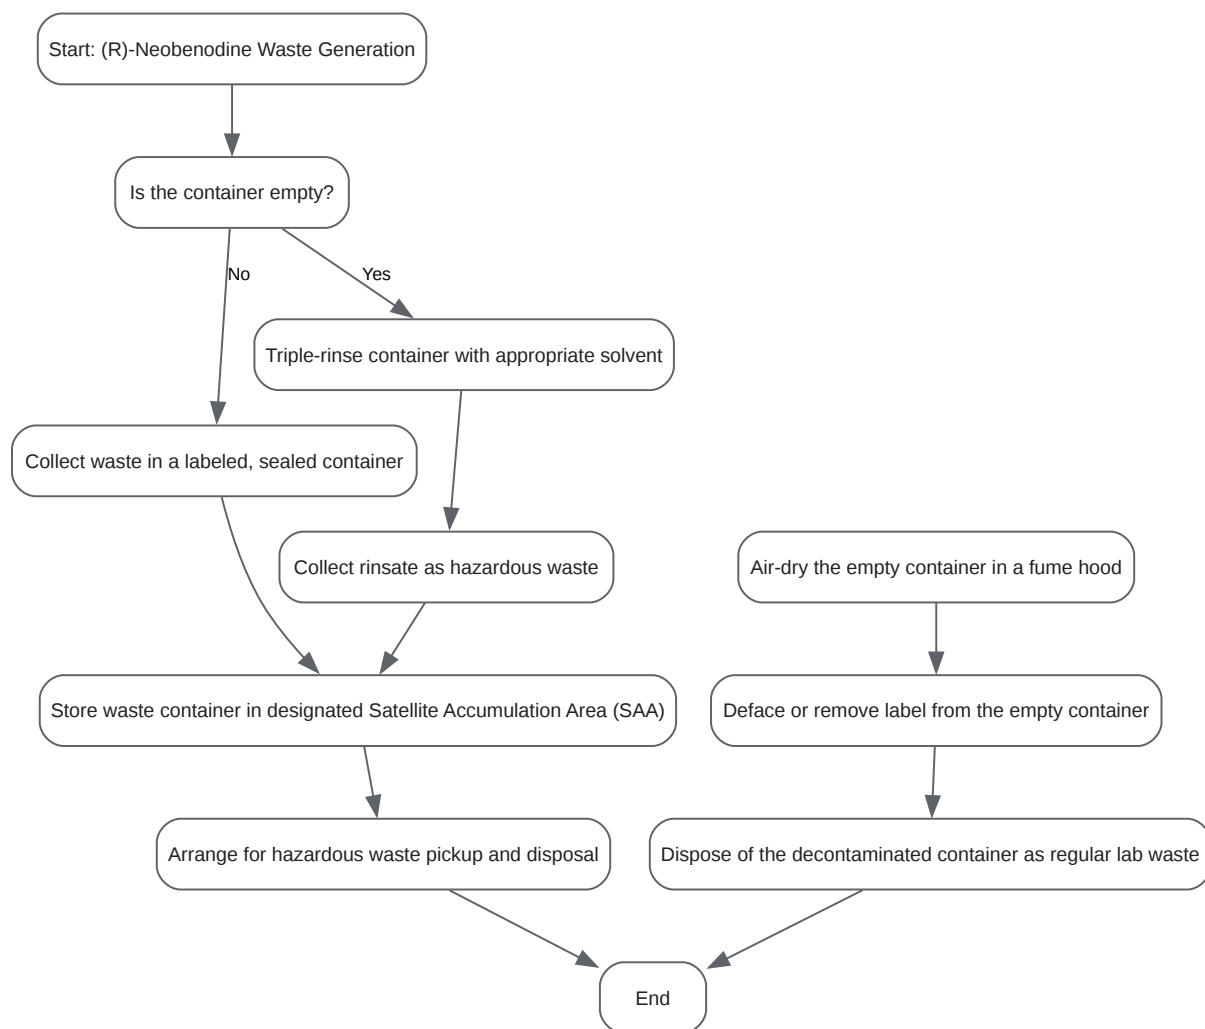 Start: (R)-Neobenodine Waste Generation
Is the container empty?
No
Yes
Triple-rinse container with appropriate solvent
Collect waste in a labeled, sealed container
Collect rinsate as hazardous waste
Air-dry the empty container in a fume hood
Store waste container in designated Satellite Accumulation Area (SAA)
Deface or remove label from the empty container
Arrange for hazardous waste pickup and disposal
Dispose of the decontaminated container as regular lab waste
End